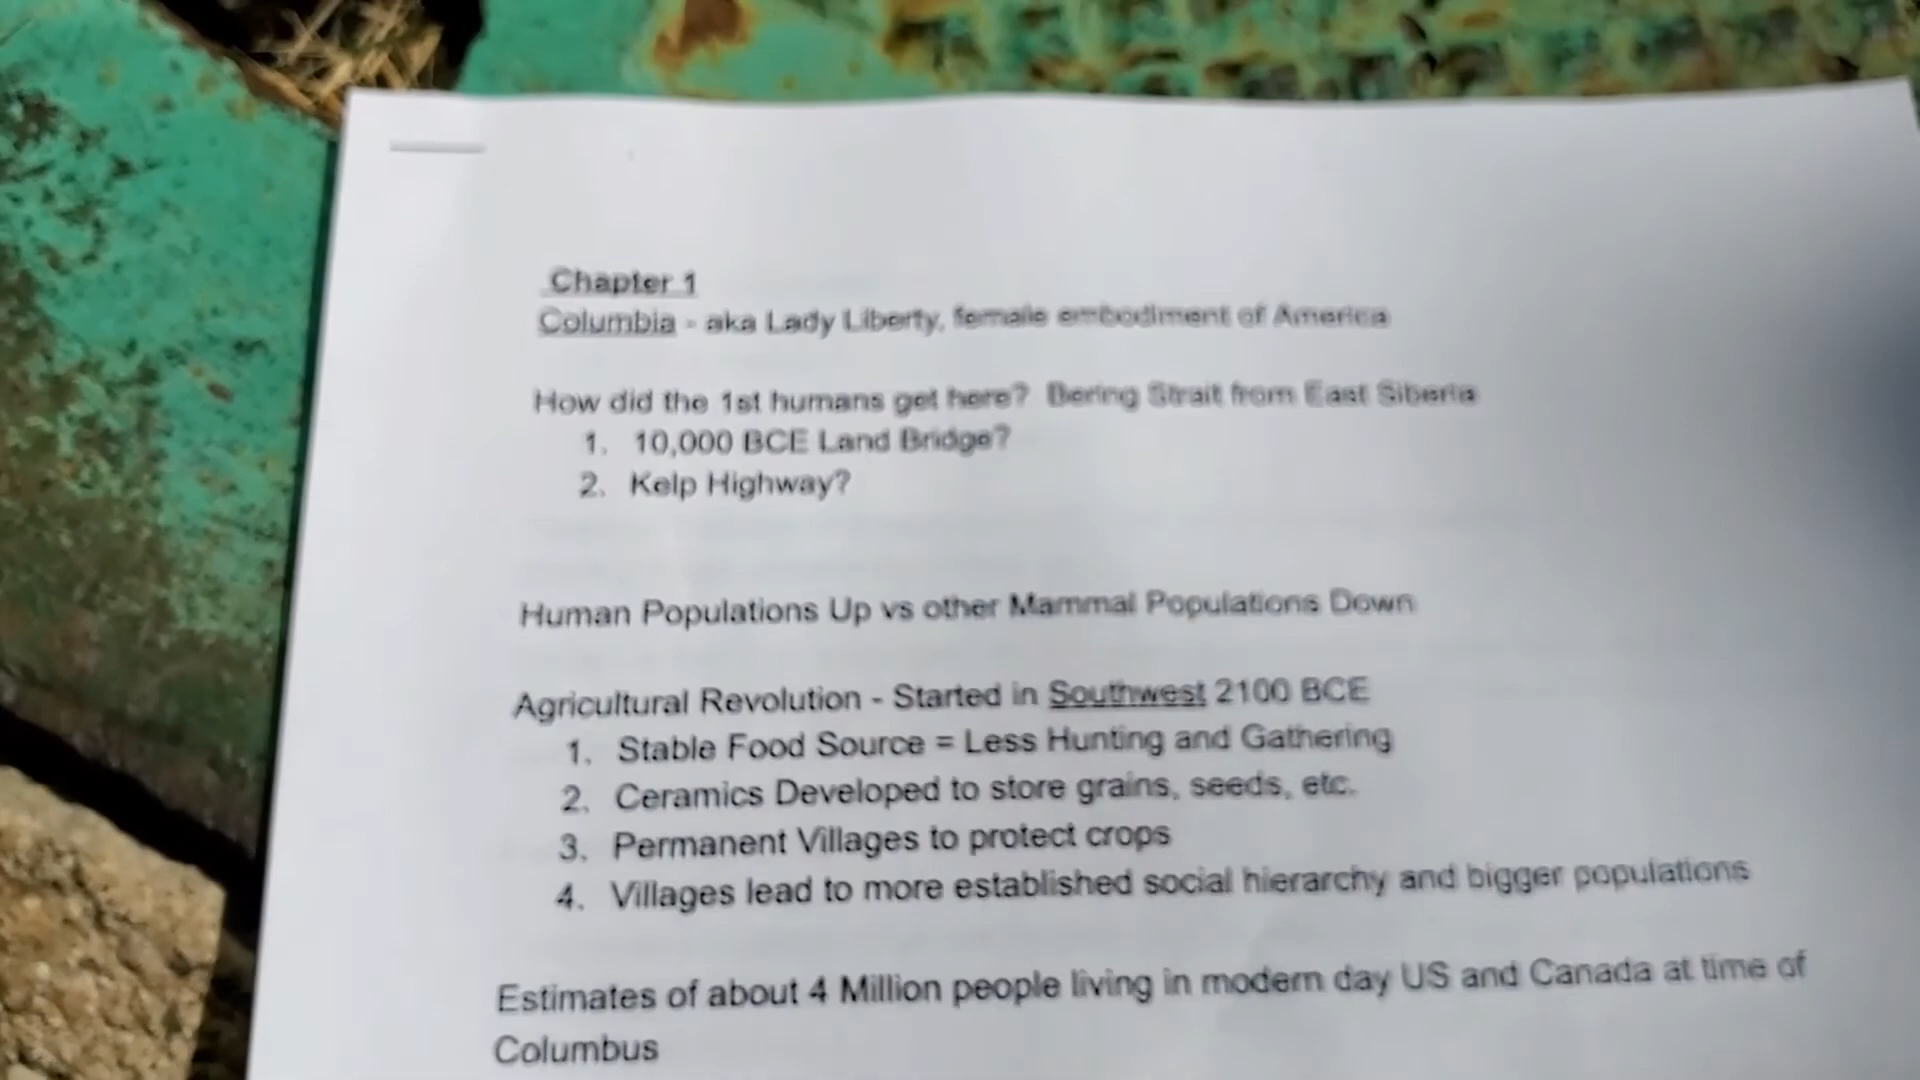 Chapter 1
Columbia - aka Lady Liberty, female embodiment of America
How did the 1st humans get here? Bering Strait from East Siberia
1. 10,000 BCE Land Bridge?
2. Kelp Highway?
Human Populations Up vs other Mammal Populations Down
Agricultural Revolution - Started in Southwest 2100 BCE
1. Stable Food Source = Less Hunting and Gathering
2. Ceramics Developed to store grains, seeds, etc.
3. Permanent Villages to protect crops
4. Villages lead to more established social hierarchy and bigger populations
Estimates of about 4 Million people living in modern day US and Canada at time of
Columbus